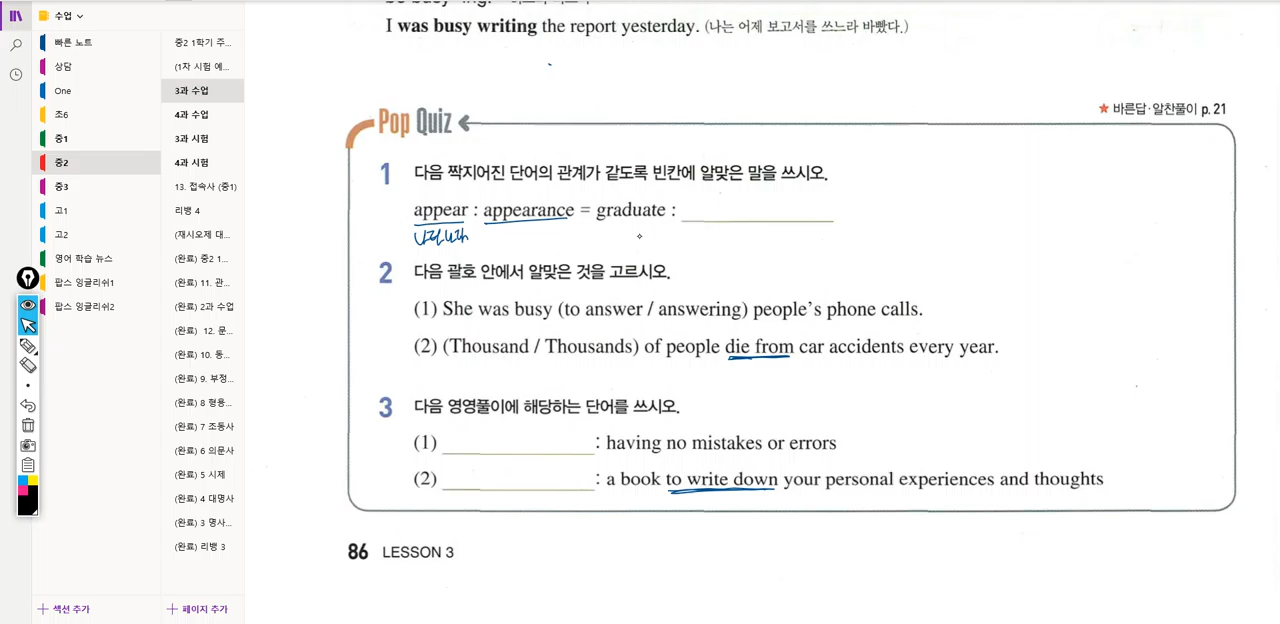 수업
빠른 노트
상담
One
초6
중1
중2
중3
고1
고2
영어 학습 뉴스
팝스 잉글리쉬1
팝스 잉글리쉬2
섹션 추가
중2 1학기 주...
(1차 시험 예...
3과 수업
4과 수업
3과 시험
4과 시험
13. 접속사 (중1)
리뱅 4
(재시오제 대...
(완료) 중2 1...
(완료) 11. 관...
(완료) 2과 수업
(완료) 12. 문...
(완료) 10. 동...
(완료) 9. 부정...
(완료) 8 형용...
(완료) 7 조동사
(완료) 6 의문사
(완료) 5 시제
(완료) 4 대명사
(완료) 3 명사...
(완료) 리뱅 3
페이지 추가
I was busy writing the report yesterday. (나는 어제 보고서를 쓰느라 바빴다.)
Pop Quiz
★ 바른답·알찬풀이 p. 21
1 다음 짝지어진 단어의 관계가 같도록 빈칸에 알맞은 말을 쓰시오.
appear : appearance = graduate :
2 다음 괄호 안에서 알맞은 것을 고르시오.
(1) She was busy (to answer / answering) people's phone calls.
(2) (Thousand / Thousands) of people die from car accidents every year.
3 다음 영영풀이에 해당하는 단어를 쓰시오.
(1) : having no mistakes or errors
(2) : a book to write down your personal experiences and thoughts
86 LESSON 3